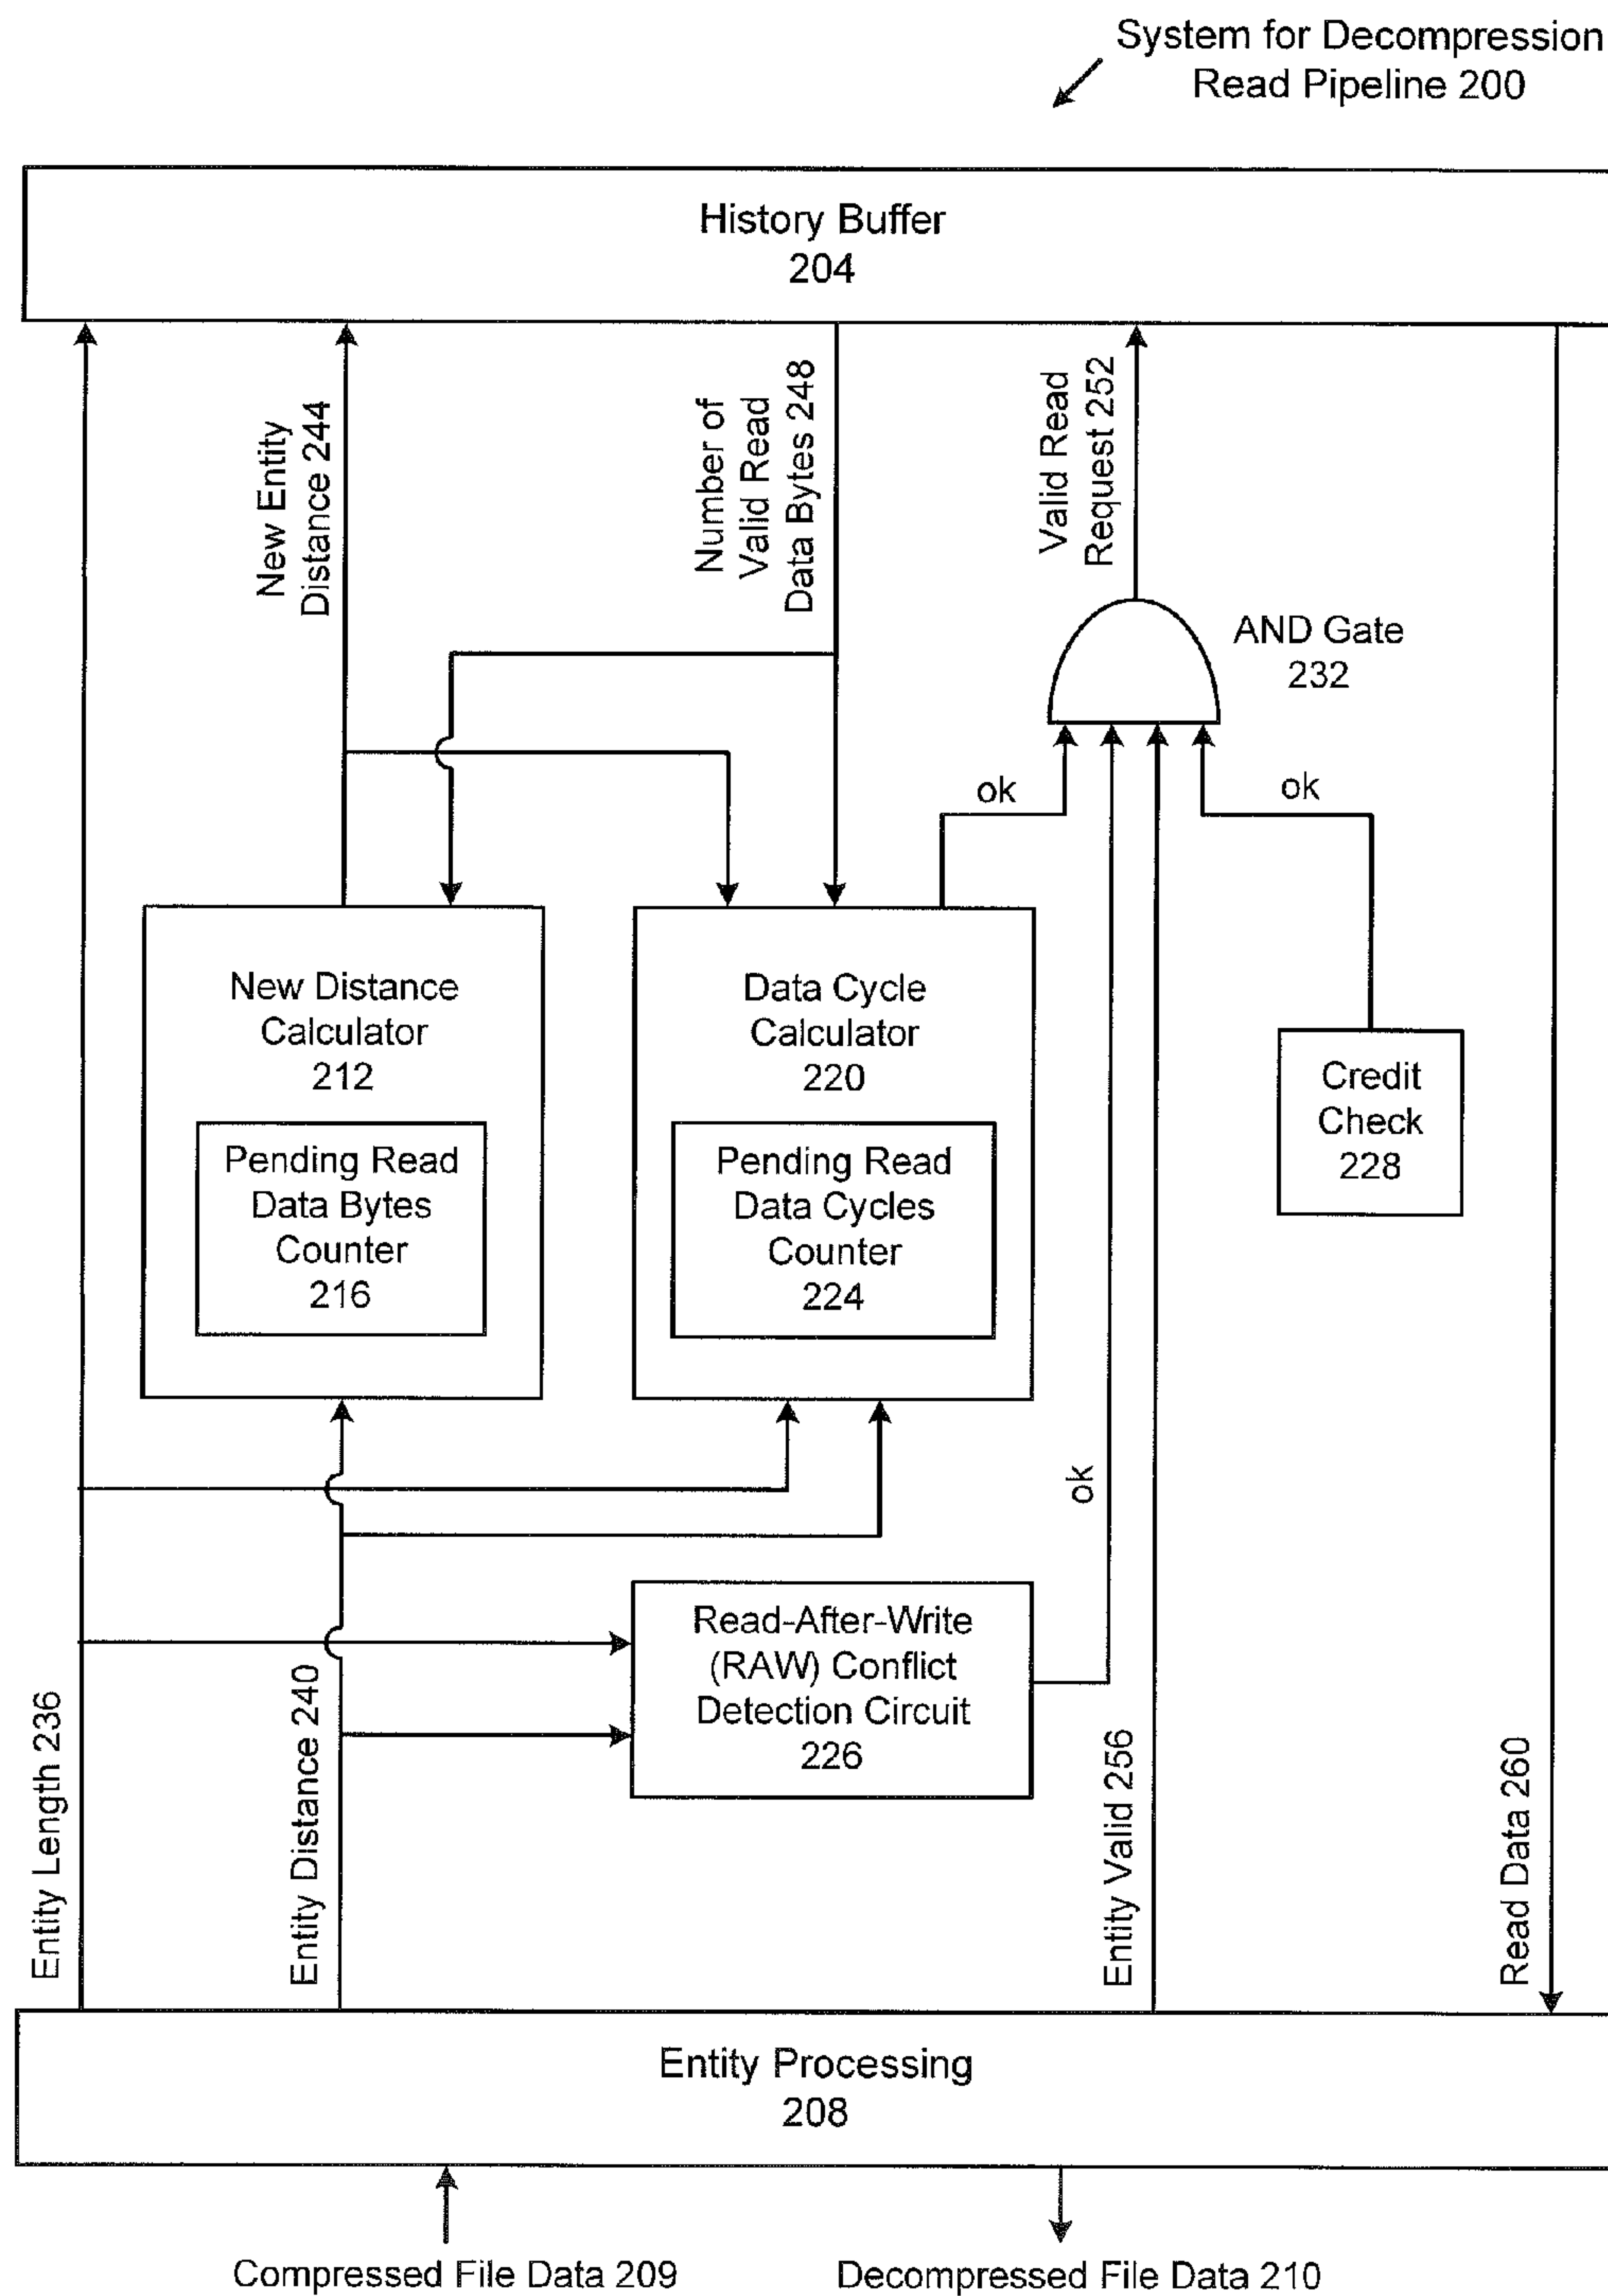 System for Decompression
Read Pipeline 200
History Buffer
204
New Entity
Distance 244
Number of
Valid Read
Data Bytes 248
Valid Read
Request 252
AND Gate
232
ok
ok
New Distance
Calculator
212
Pending Read
Data Bytes
Counter
216
Data Cycle
Calculator
220
Pending Read
Data Cycles
Counter
224
Credit
Check
228
ok
Read-After-Write
(RAW) Conflict
Detection Circuit
226
Entity Length 236
Entity Distance 240
Entity Valid 256
Read Data 260
Entity Processing
208
Compressed File Data 209
Decompressed File Data 210